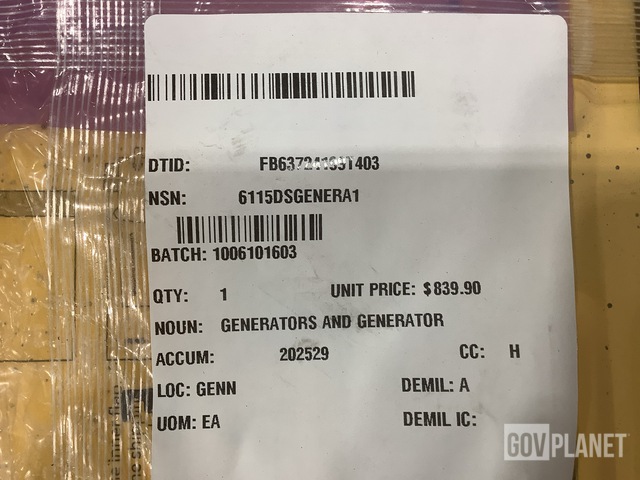 DTID:
NSN: 6115DSGENERA1
BATCH: 1006101603
QTY: 1 UNIT PRICE: $839.90
NOUN: GENERATORS AND GENERATOR
ACCUM: 202529 CC: H
LOC: GENN DEMIL: A
UOM: EA DEMIL IC:
GOVPLANET